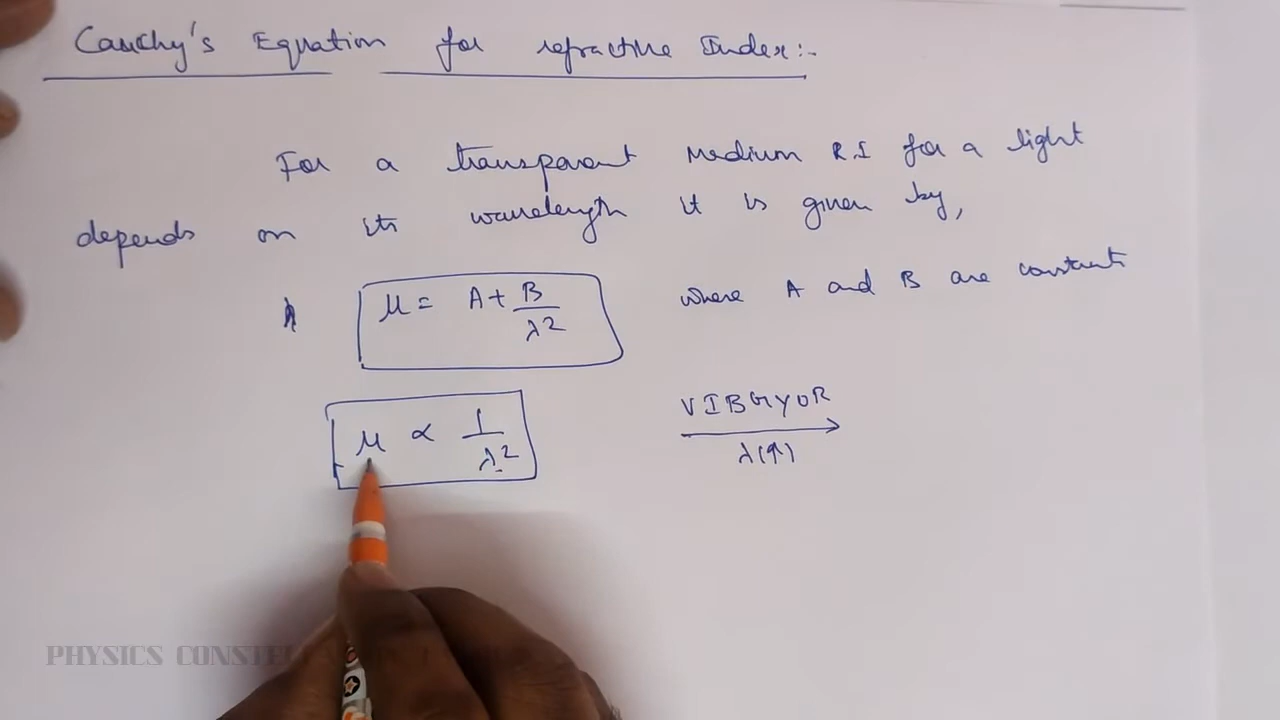 Cauchy's Equation for refractive Index:-
For a transparent medium R.I for a light
depends on its wavelength it is given by,
μ = A + B/λ² where A and B are constants
μ ∝ 1/λ² VIBGYOR
λ(↑)
PHYSICS CONSTEL